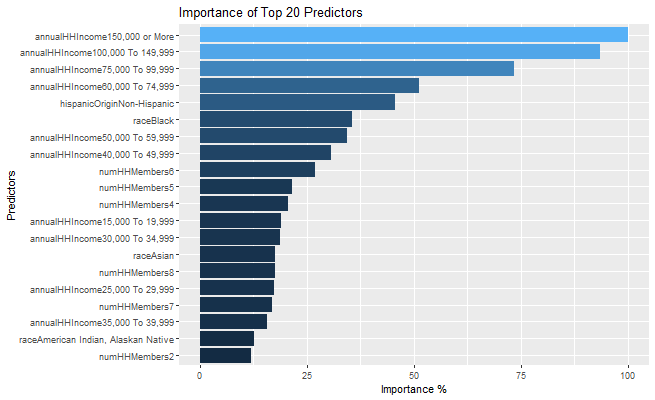 Importance of Top 20 Predictors
annualHHIncome150,000 or More
annualHHIncome100,000 To 149,999
annualHHIncome75,000 To 99,999
annualHHIncome60,000 To 74,999
hispanicOriginNon-Hispanic
raceBlack
annualHHIncome50,000 To 59,999
annualHHIncome40,000 To 49,999
numHHMembers6
numHHMembers5
numHHMembers4
annualHHIncome15,000 To 19,999
annualHHIncome30,000 To 34,999
raceAsian
numHHMembers8
annualHHIncome25,000 To 29,999
numHHMembers7
annualHHIncome35,000 To 39,999
raceAmerican Indian, Alaskan Native
numHHMembers2
Predictors
0 25 50 75 100
Importance %